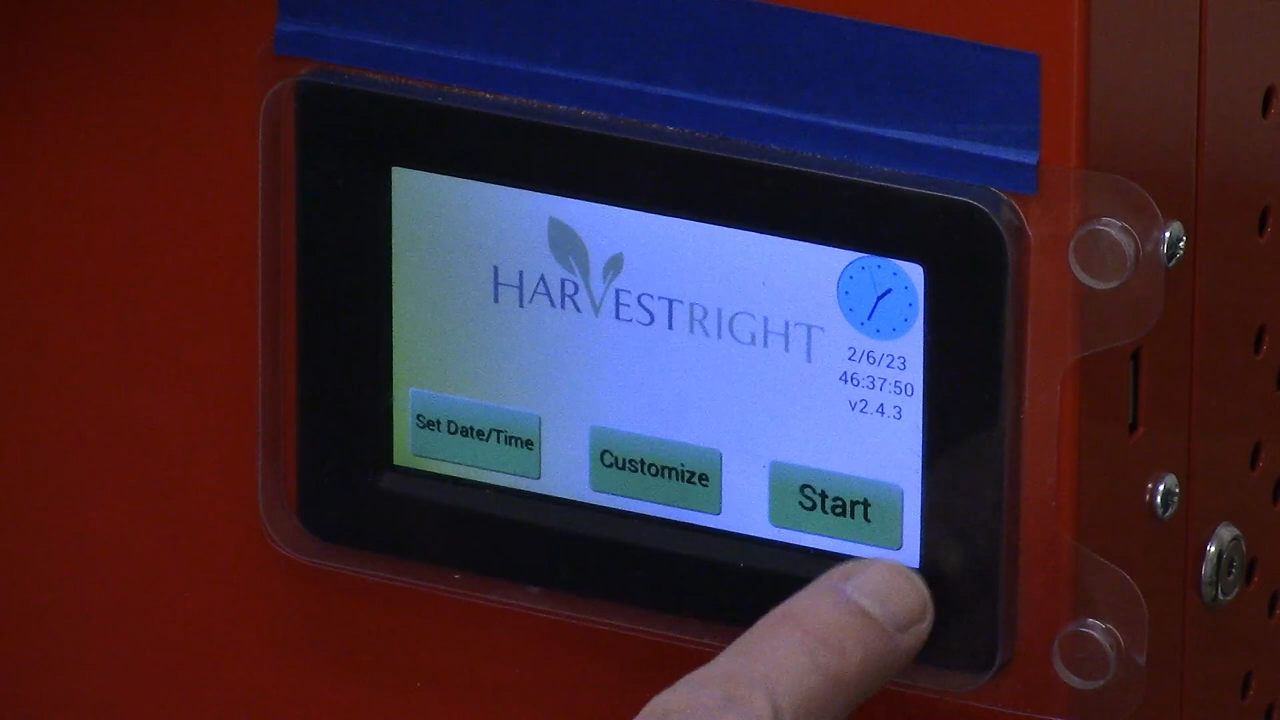 HARVESTRIGHT
2/6/23
46:37:50
v2.4.3
Set Date/Time
Customize
Start